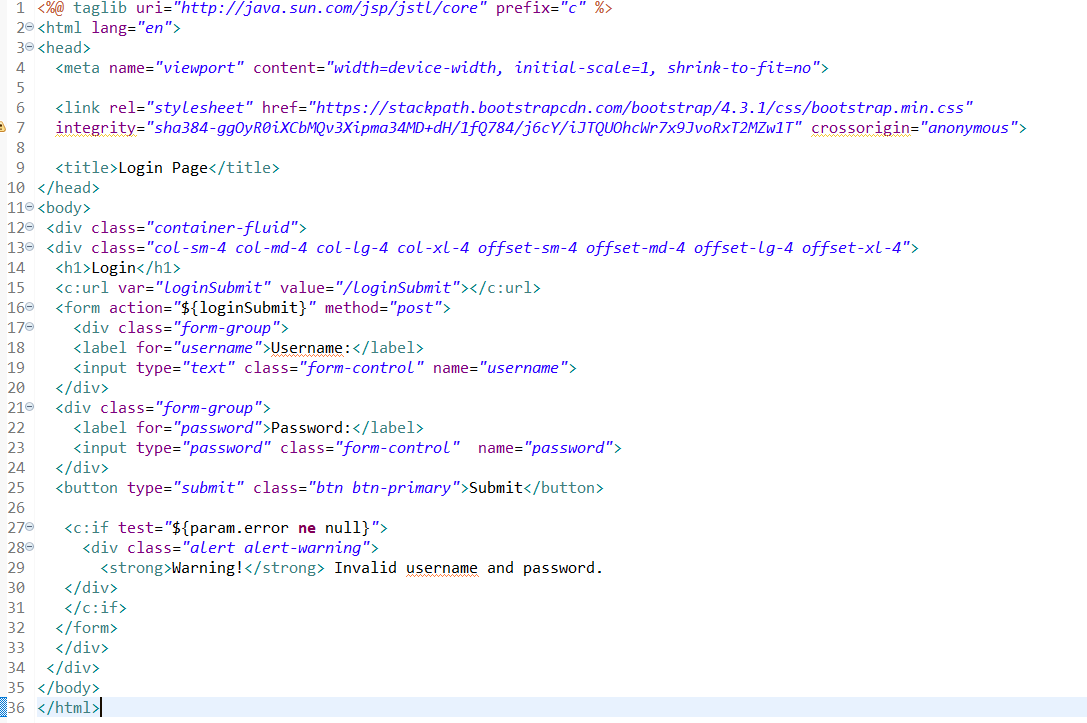 1 <%@ taglib uri="http://java.sun.com/jsp/jstl/core" prefix="c" %>
2 <html lang="en">
3 <head>
4   <meta name="viewport" content="width=device-width, initial-scale=1, shrink-to-fit=no">
5
6   <link rel="stylesheet" href="https://stackpath.bootstrapcdn.com/bootstrap/4.3.1/css/bootstrap.min.css"
7   integrity="sha384-ggOyR0iXCbMQv3Xipma34MD+dH/1fQ784/j6cY/iJTQUOhcWr7x9JvoRxT2MZw1T" crossorigin="anonymous">
8
9   <title>Login Page</title>
10 </head>
11 <body>
12  <div class="container-fluid">
13  <div class="col-sm-4 col-md-4 col-lg-4 col-xl-4 offset-sm-4 offset-md-4 offset-lg-4 offset-xl-4">
14   <h1>Login</h1>
15   <c:url var="loginSubmit" value="/loginSubmit"></c:url>
16   <form action="${loginSubmit}" method="post">
17     <div class="form-group">
18     <label for="username">Username:</label>
19     <input type="text" class="form-control" name="username">
20   </div>
21   <div class="form-group">
22     <label for="password">Password:</label>
23     <input type="password" class="form-control"  name="password">
24   </div>
25   <button type="submit" class="btn btn-primary">Submit</button>
26
27    <c:if test="${param.error ne null}">
28      <div class="alert alert-warning">
29        <strong>Warning!</strong> Invalid username and password.
30    </div>
31    </c:if>
32   </form>
33   </div>
34  </div>
35 </body>
36 </html>